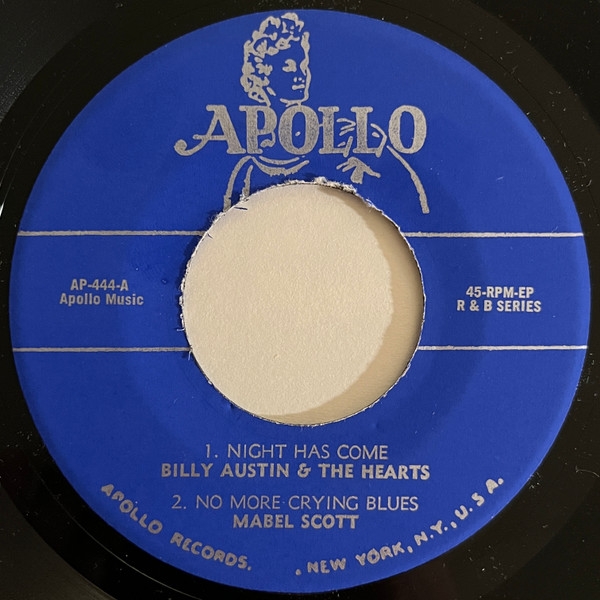 APOLLO
AP-444-A
Apollo Music
45-RPM-EP
R & B SERIES
1. NIGHT HAS COME
BILLY AUSTIN & THE HEARTS
2. NO MORE CRYING BLUES
MABEL SCOTT
APOLLO RECORDS. . NEW YORK, N.Y., U.S.A.